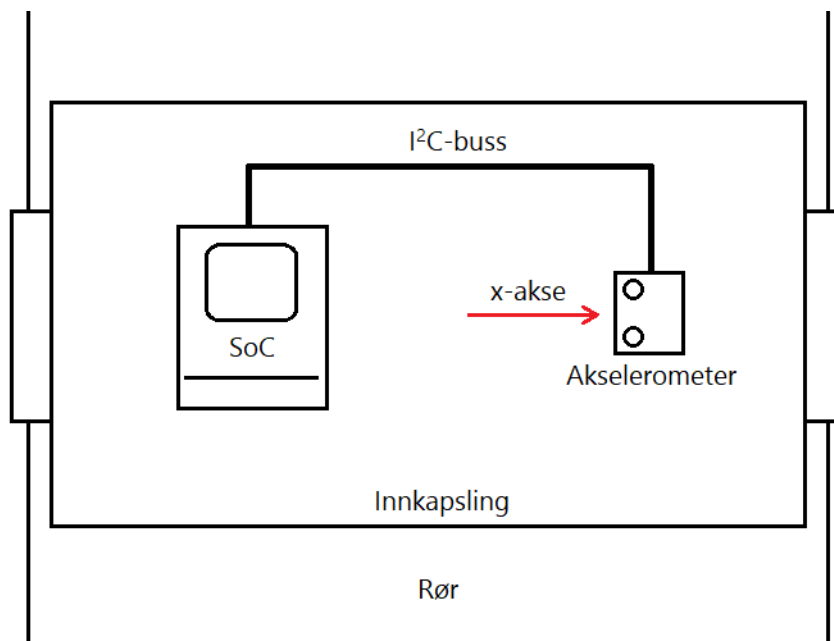 I²C-buss
x-akse
SoC
Akselerometer
Innkapsling
Rør